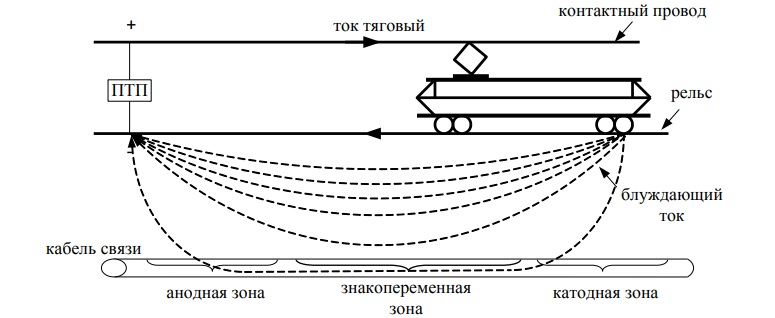 контактный провод
+
ток тяговый
ПТП
рельс
-
блуждающий
ток
кабель связи
анодная зона
знакопеременная
зона
катодная зона